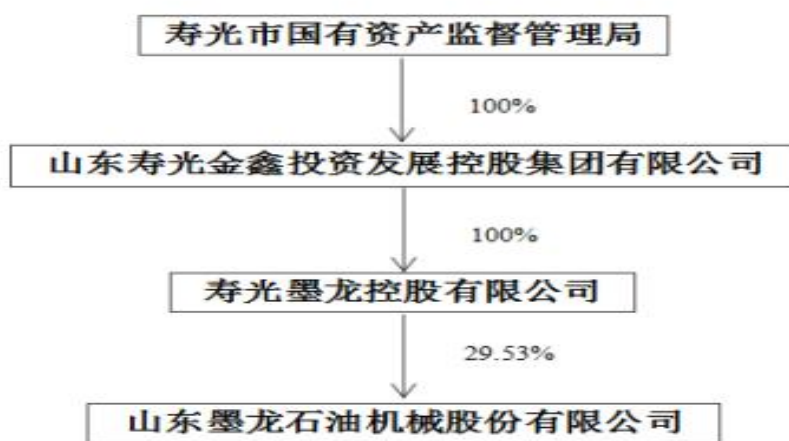 寿光市国有资产监督管理局
100%
山东寿光金鑫投资发展控股集团有限公司
100%
寿光墨龙控股有限公司
29.53%
山东墨龙石油机械股份有限公司